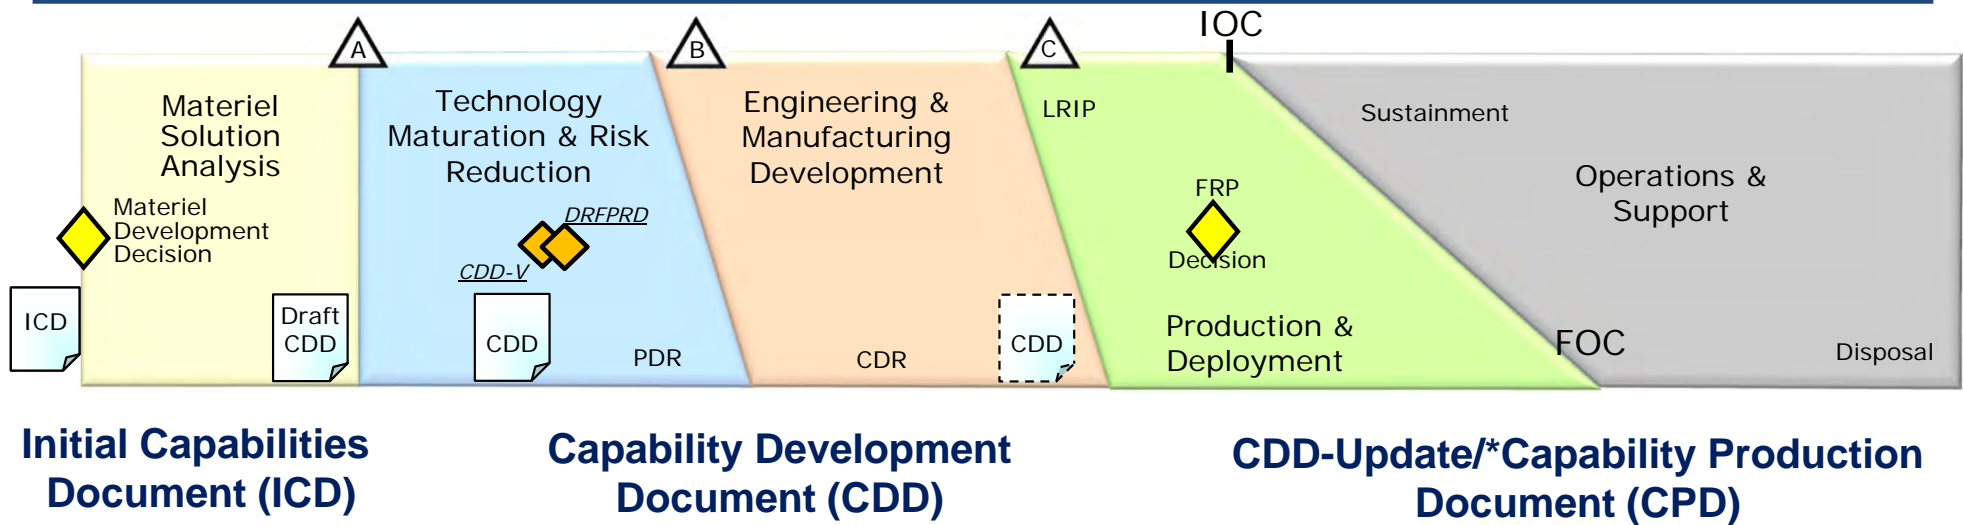 IOC
A
B
C
Materiel
Solution
Analysis
Materiel
Development
Decision
ICD
Draft
CDD
Technology
Maturation & Risk
Reduction
DRFPRD
CDD-V
CDD
PDR
Engineering &
Manufacturing
Development
CDR
CDD
LRIP
FRP
Decision
Production &
Deployment
FOC
Sustainment
Operations &
Support
Disposal
Initial Capabilities
Document (ICD)
Capability Development
Document (CDD)
CDD-Update/*Capability Production
Document (CPD)